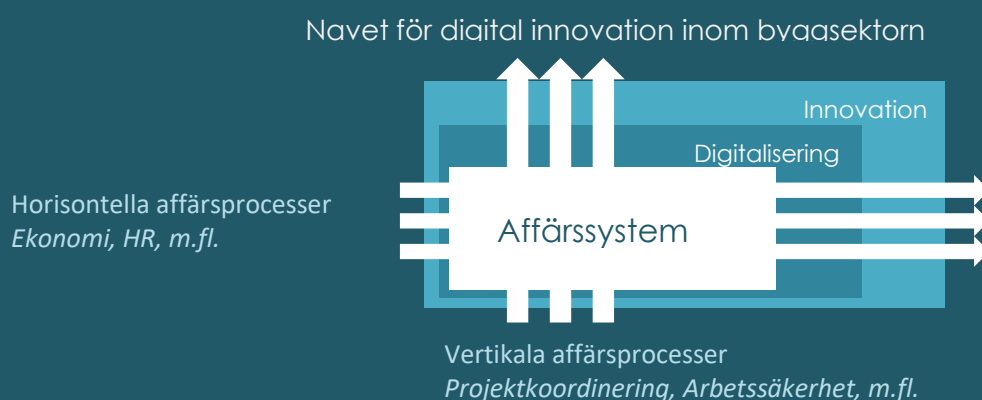 Navet för digital innovation inom byggsektorn
Innovation
Digitalisering
Horisontella affärsprocesser
Ekonomi, HR, m.fl.
Affärssystem
Vertikala affärsprocesser
Projektkoordinering, Arbetssäkerhet, m.fl.